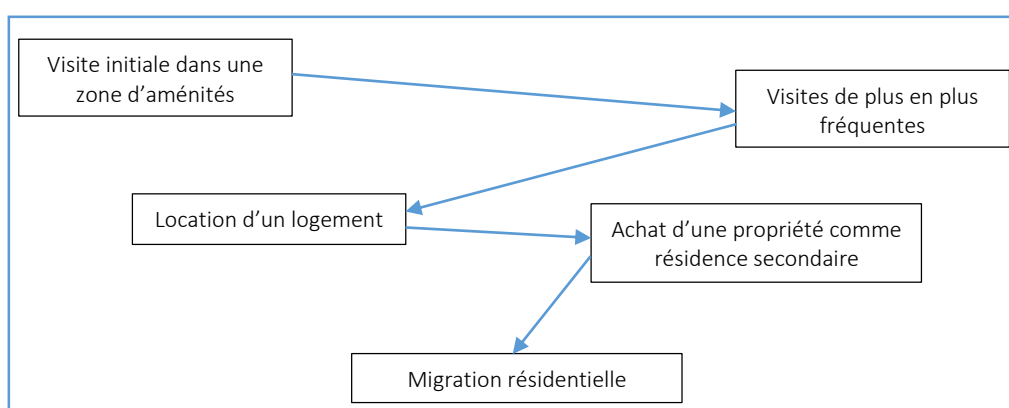 Visite initiale dans une
zone d’aménités
Visites de plus en plus
fréquentes
Location d’un logement
Achat d’une propriété comme
résidence secondaire
Migration résidentielle